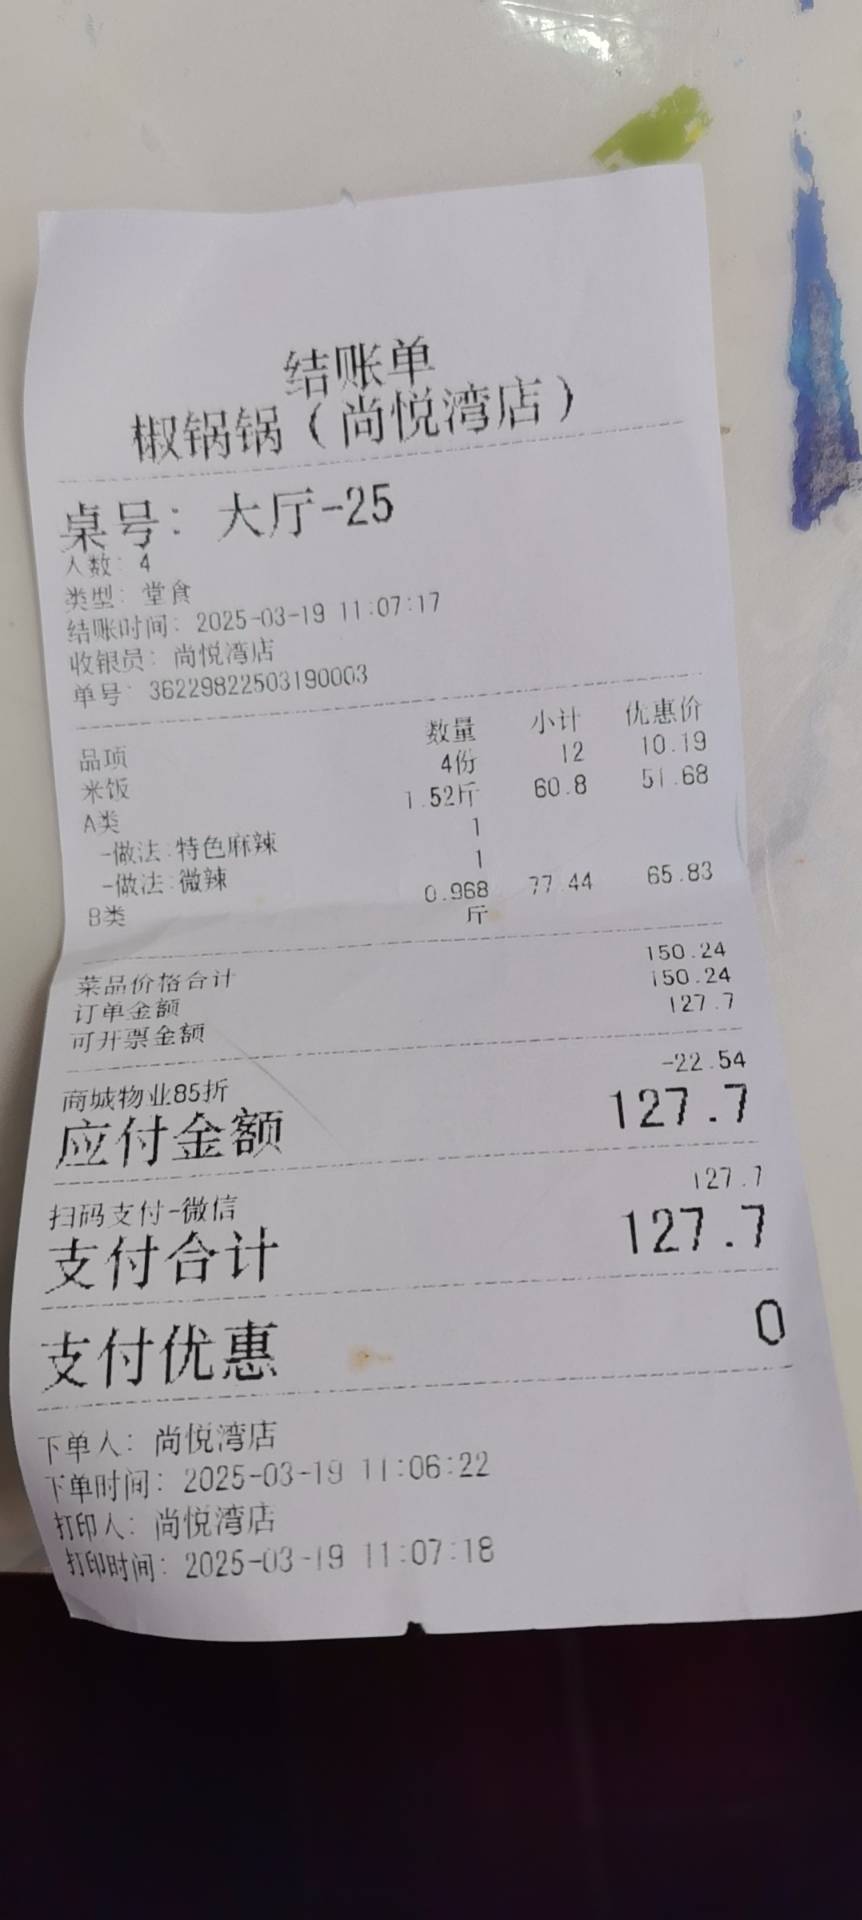 结账单
椒锅锅（尚悦湾店）
桌号：大厅-25
人数：4
类型：堂食
结账时间：2025-03-19 11:07:17
收银员：尚悦湾店
单号：36229822503190003
品项 数量 小计 优惠价
米饭 4份 12 10.19
A类 1.52斤 60.8 51.68
-做法:特色麻辣 1
-做法:微辣 1
B类 0.968斤 77.44 65.83
菜品价格合计 150.24
订单金额 150.24
可开票金额 127.7
商城物业85折 -22.54
应付金额 127.7
扫码支付-微信 127.7
支付合计 127.7
支付优惠 0
下单人：尚悦湾店
下单时间：2025-03-19 11:06:22
打印人：尚悦湾店
打印时间：2025-03-19 11:07:18